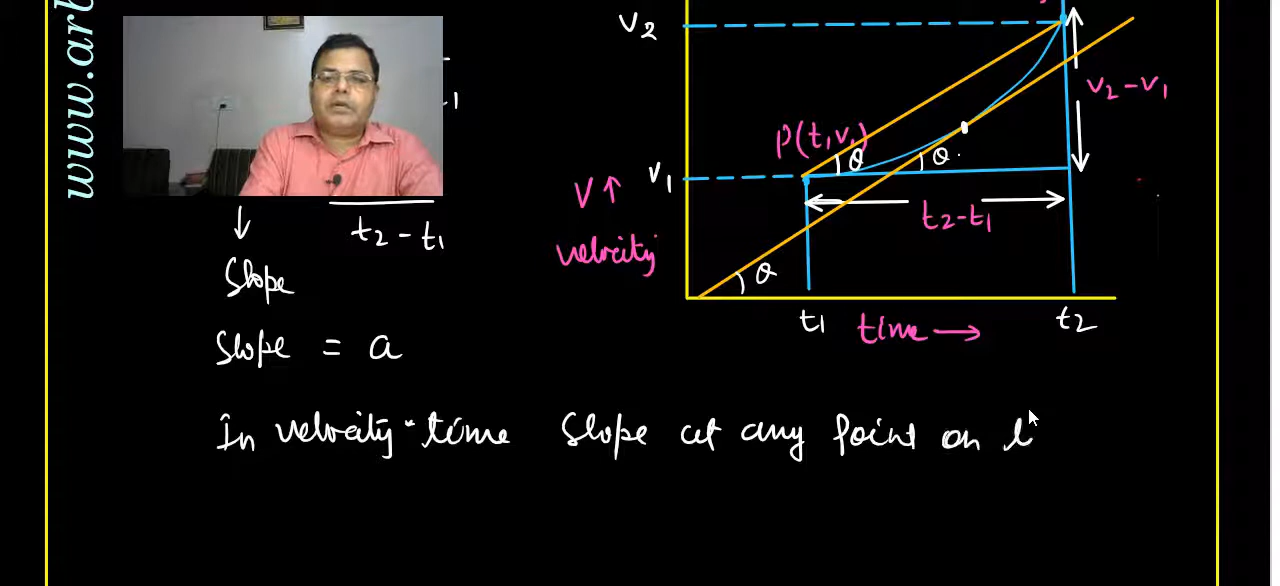 www.arb
t2 - t1
↓
Slope
Slope = a
V2
P(t1V1)
θ
θ.
V2-V1
V1
V↑
velocity
t2-t1
θ
t1
time →
t2
In velocity-time Slope at any point on